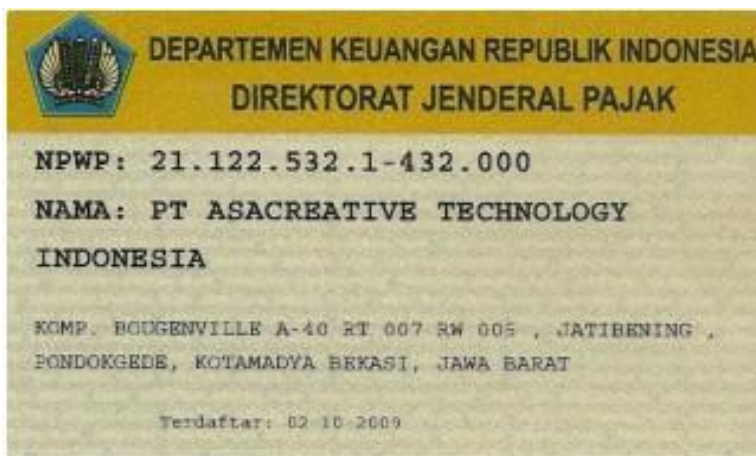 DEPARTEMEN KEUANGAN REPUBLIK INDONESIA
DIREKTORAT JENDERAL PAJAK
NPWP: 21.122.532.1-432.000
NAMA: PT ASACREATIVE TECHNOLOGY
INDONESIA
KOMP. BOUGENVILLE A-40 RT 007 RW 005 , JATIBENING ,
PONDOKGEDE, KOTAMADYA BEKASI, JAWA BARAT
Terdaftar: 02 10 2009